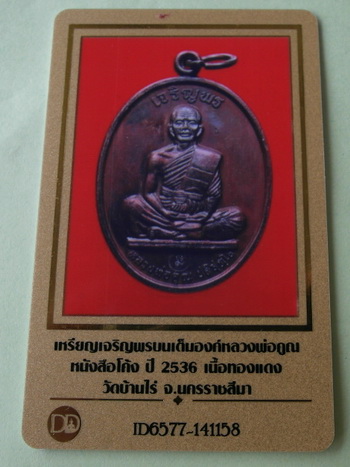 เจริญพร
เหรียญเจริญพรบนเต็มองค์หลวงพ่อคูณ
หนังสือโค้ง ปี 2536 เนื้อทองแดง
วัดบ้านไร่ จ.นครราชสีมา
ID6577-141158